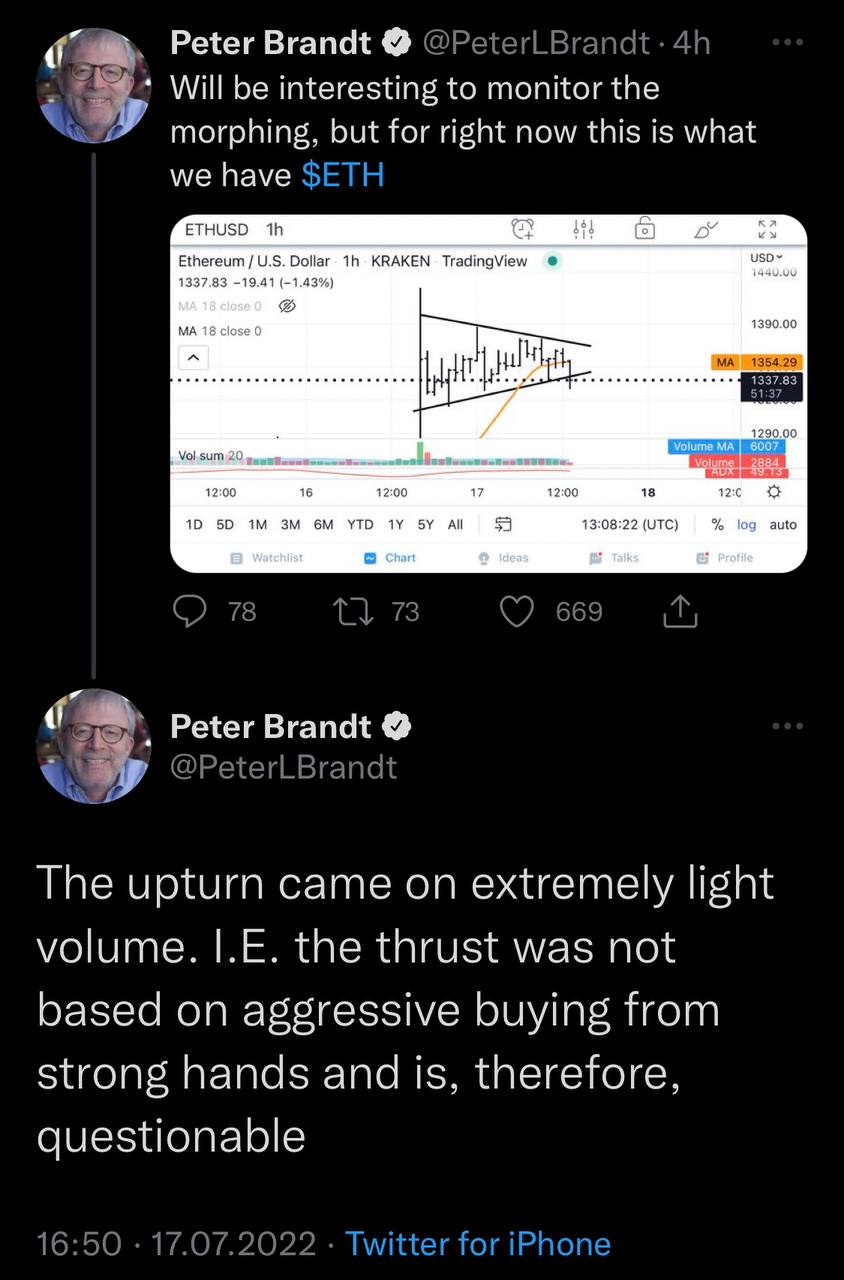 Peter Brandt @PeterLBrandt · 4h
Will be interesting to monitor the
morphing, but for right now this is what
we have $ETH
ETHUSD 1h
Ethereum / U.S. Dollar · 1h · KRAKEN · TradingView
USD
1440.00
1337.83 −19.41 (−1.43%)
MA 18 close 0
MA 18 close 0
1390.00
MA 1354.29
1337.83
51:37
1290.00
Volume MA 6007
Vol sum 20
Volume 2884
ADX 49.13
12:00 16 12:00 17 12:00 18 12:0
1D 5D 1M 3M 6M YTD 1Y 5Y All 13:08:22 (UTC) % log auto
Watchlist Chart Ideas Talks Profile
78 73 669
Peter Brandt
@PeterLBrandt
The upturn came on extremely light
volume. I.E. the thrust was not
based on aggressive buying from
strong hands and is, therefore,
questionable
16:50 · 17.07.2022 · Twitter for iPhone